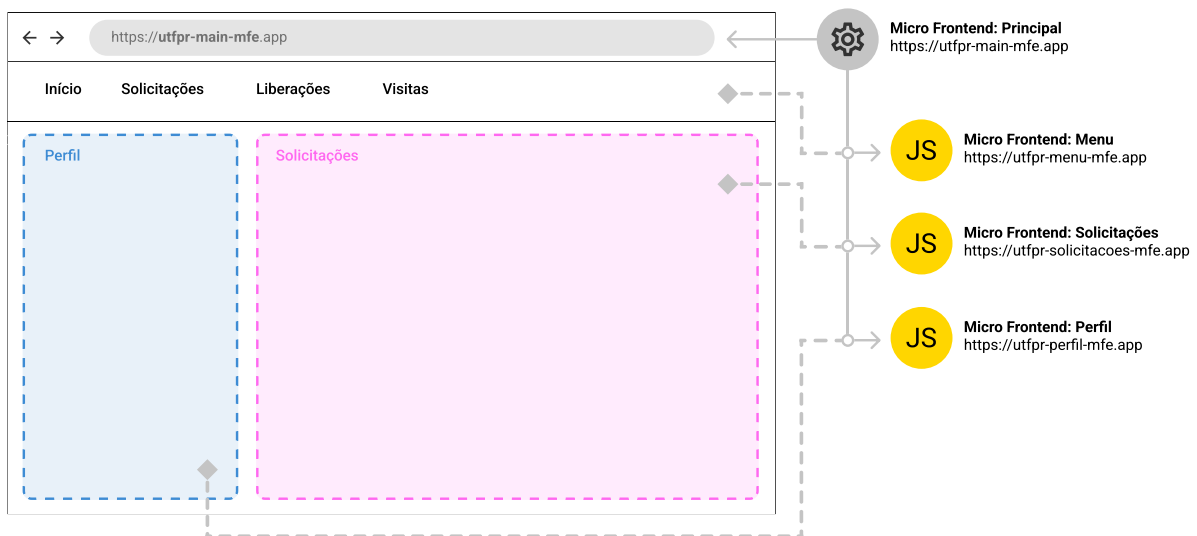 https://utfpr-main-mfe.app
Micro Frontend: Principal
https://utfpr-main-mfe.app
Início Solicitações Liberações Visitas
Perfil
Solicitações
JS
Micro Frontend: Menu
https://utfpr-menu-mfe.app
JS
Micro Frontend: Solicitações
https://utfpr-solicitacoes-mfe.app
JS
Micro Frontend: Perfil
https://utfpr-perfil-mfe.app